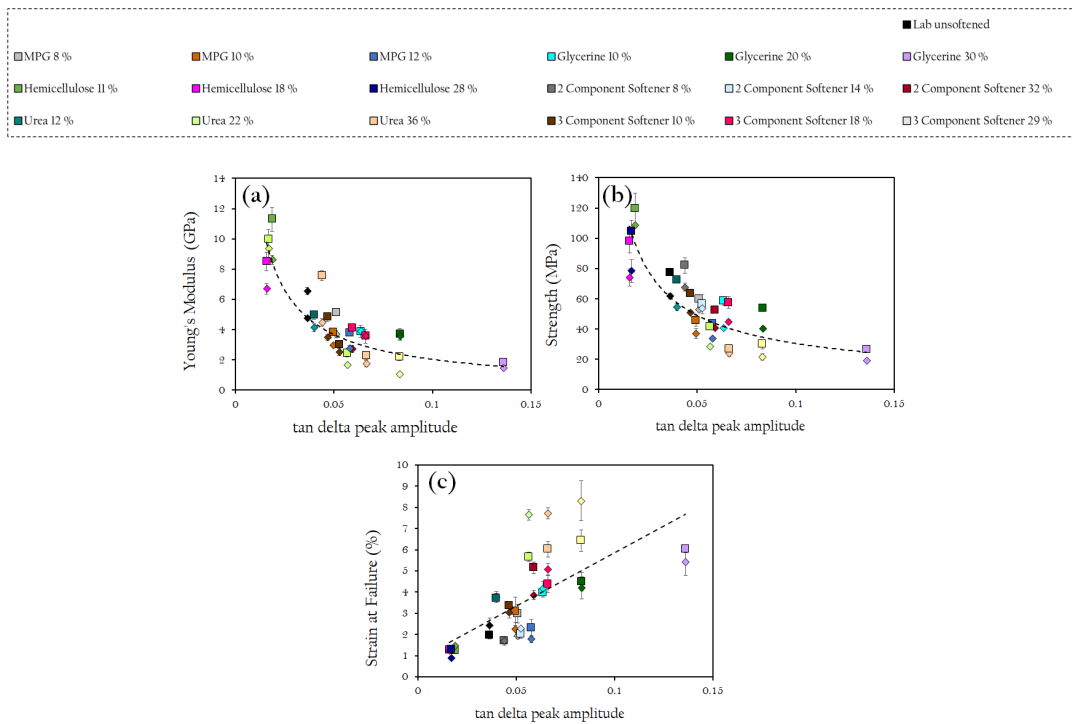 Lab unsoftened
MPG 8 % MPG 10 % MPG 12 % Glycerine 10 % Glycerine 20 % Glycerine 30 %
Hemicellulose 11 % Hemicellulose 18 % Hemicellulose 28 % 2 Component Softener 8 % 2 Component Softener 14 % 2 Component Softener 32 %
Urea 12 % Urea 22 % Urea 36 % 3 Component Softener 10 % 3 Component Softener 18 % 3 Component Softener 29 %
(a)
Young's Modulus (GPa)
14
12
10
8
6
4
2
0
0 0.05 0.1 0.15
tan delta peak amplitude
(b)
Strength (MPa)
140
120
100
80
60
40
20
0
0 0.05 0.1 0.15
tan delta peak amplitude
(c)
Strain at Failure (%)
10
9
8
7
6
5
4
3
2
1
0
0 0.05 0.1 0.15
tan delta peak amplitude